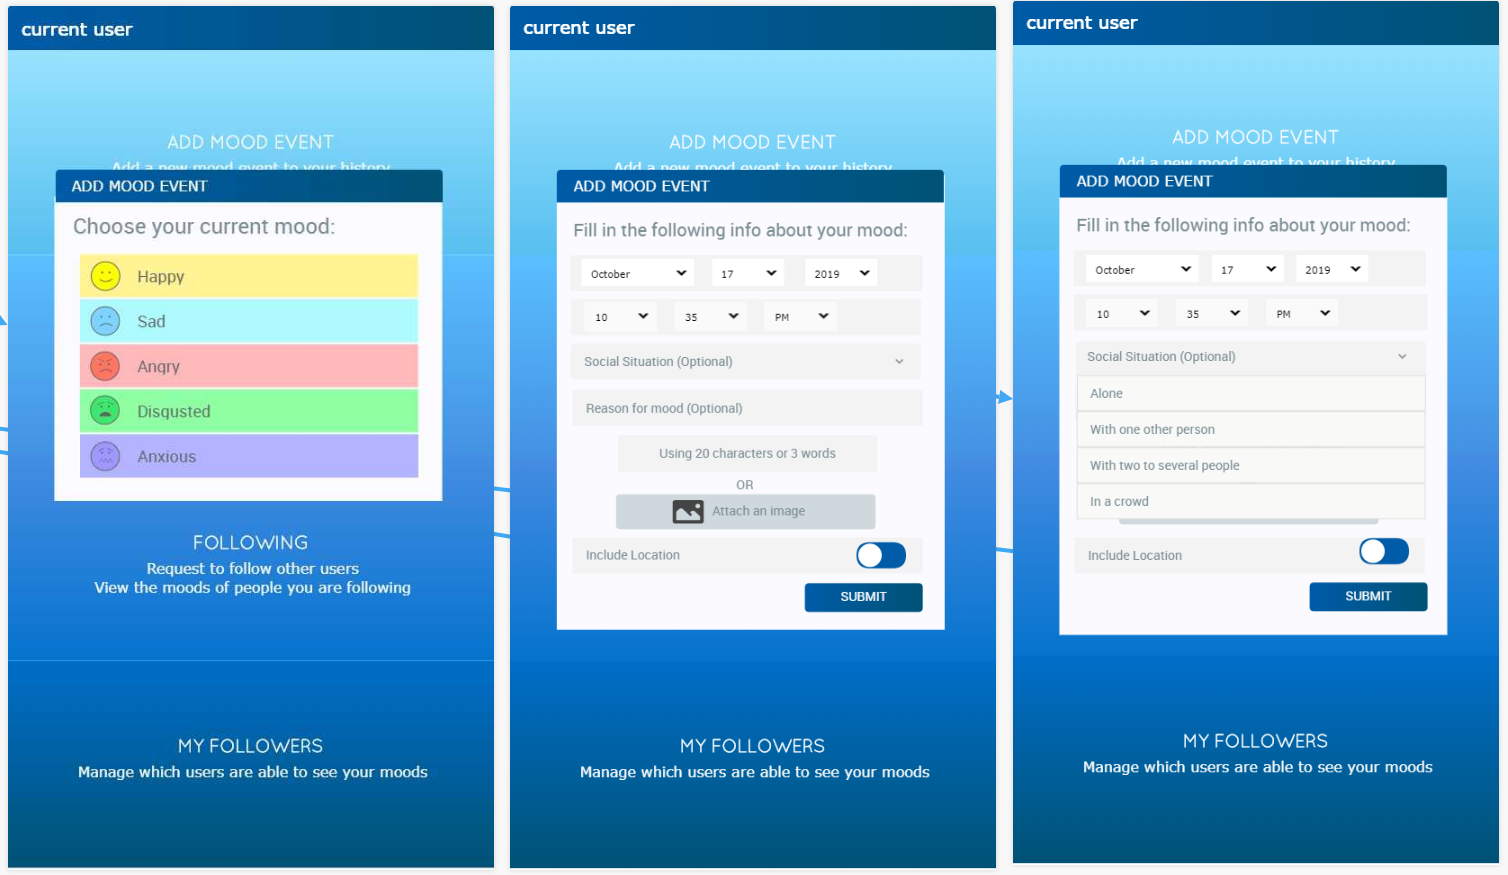 current user
ADD MOOD EVENT
Add a new mood event to your history
ADD MOOD EVENT
Choose your current mood:
Happy
Sad
Angry
Disgusted
Anxious
FOLLOWING
Request to follow other users
View the moods of people you are following
MY FOLLOWERS
Manage which users are able to see your moods
current user
ADD MOOD EVENT
Add a new mood event to your history
ADD MOOD EVENT
Fill in the following info about your mood:
October 17 2019
10 35 PM
Social Situation (Optional)
Reason for mood (Optional)
Using 20 characters or 3 words
OR
Attach an image
Include Location
SUBMIT
MY FOLLOWERS
Manage which users are able to see your moods
current user
ADD MOOD EVENT
Add a new mood event to your history
ADD MOOD EVENT
Fill in the following info about your mood:
October 17 2019
10 35 PM
Social Situation (Optional)
Alone
With one other person
With two to several people
In a crowd
Include Location
SUBMIT
MY FOLLOWERS
Manage which users are able to see your moods